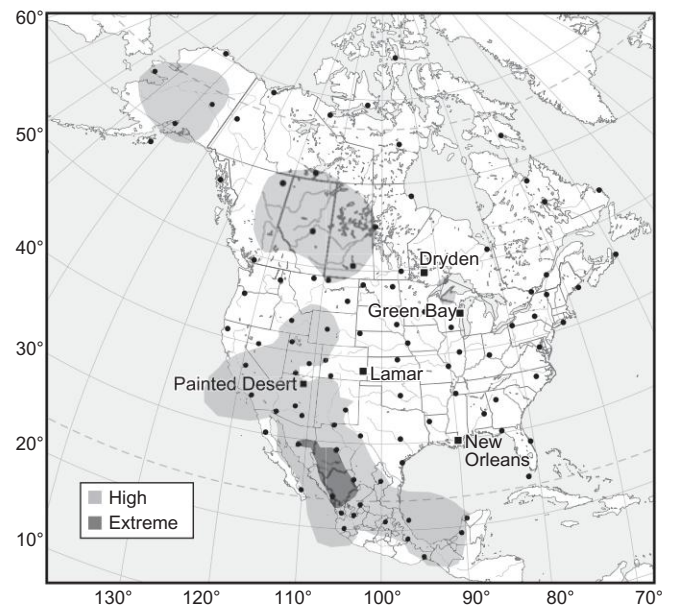 60°
50°
40°
30°
20°
10°
Dryden
Green Bay
Lamar
Painted Desert
New
Orleans
High
Extreme
130° 120° 110° 100° 90° 80° 70°